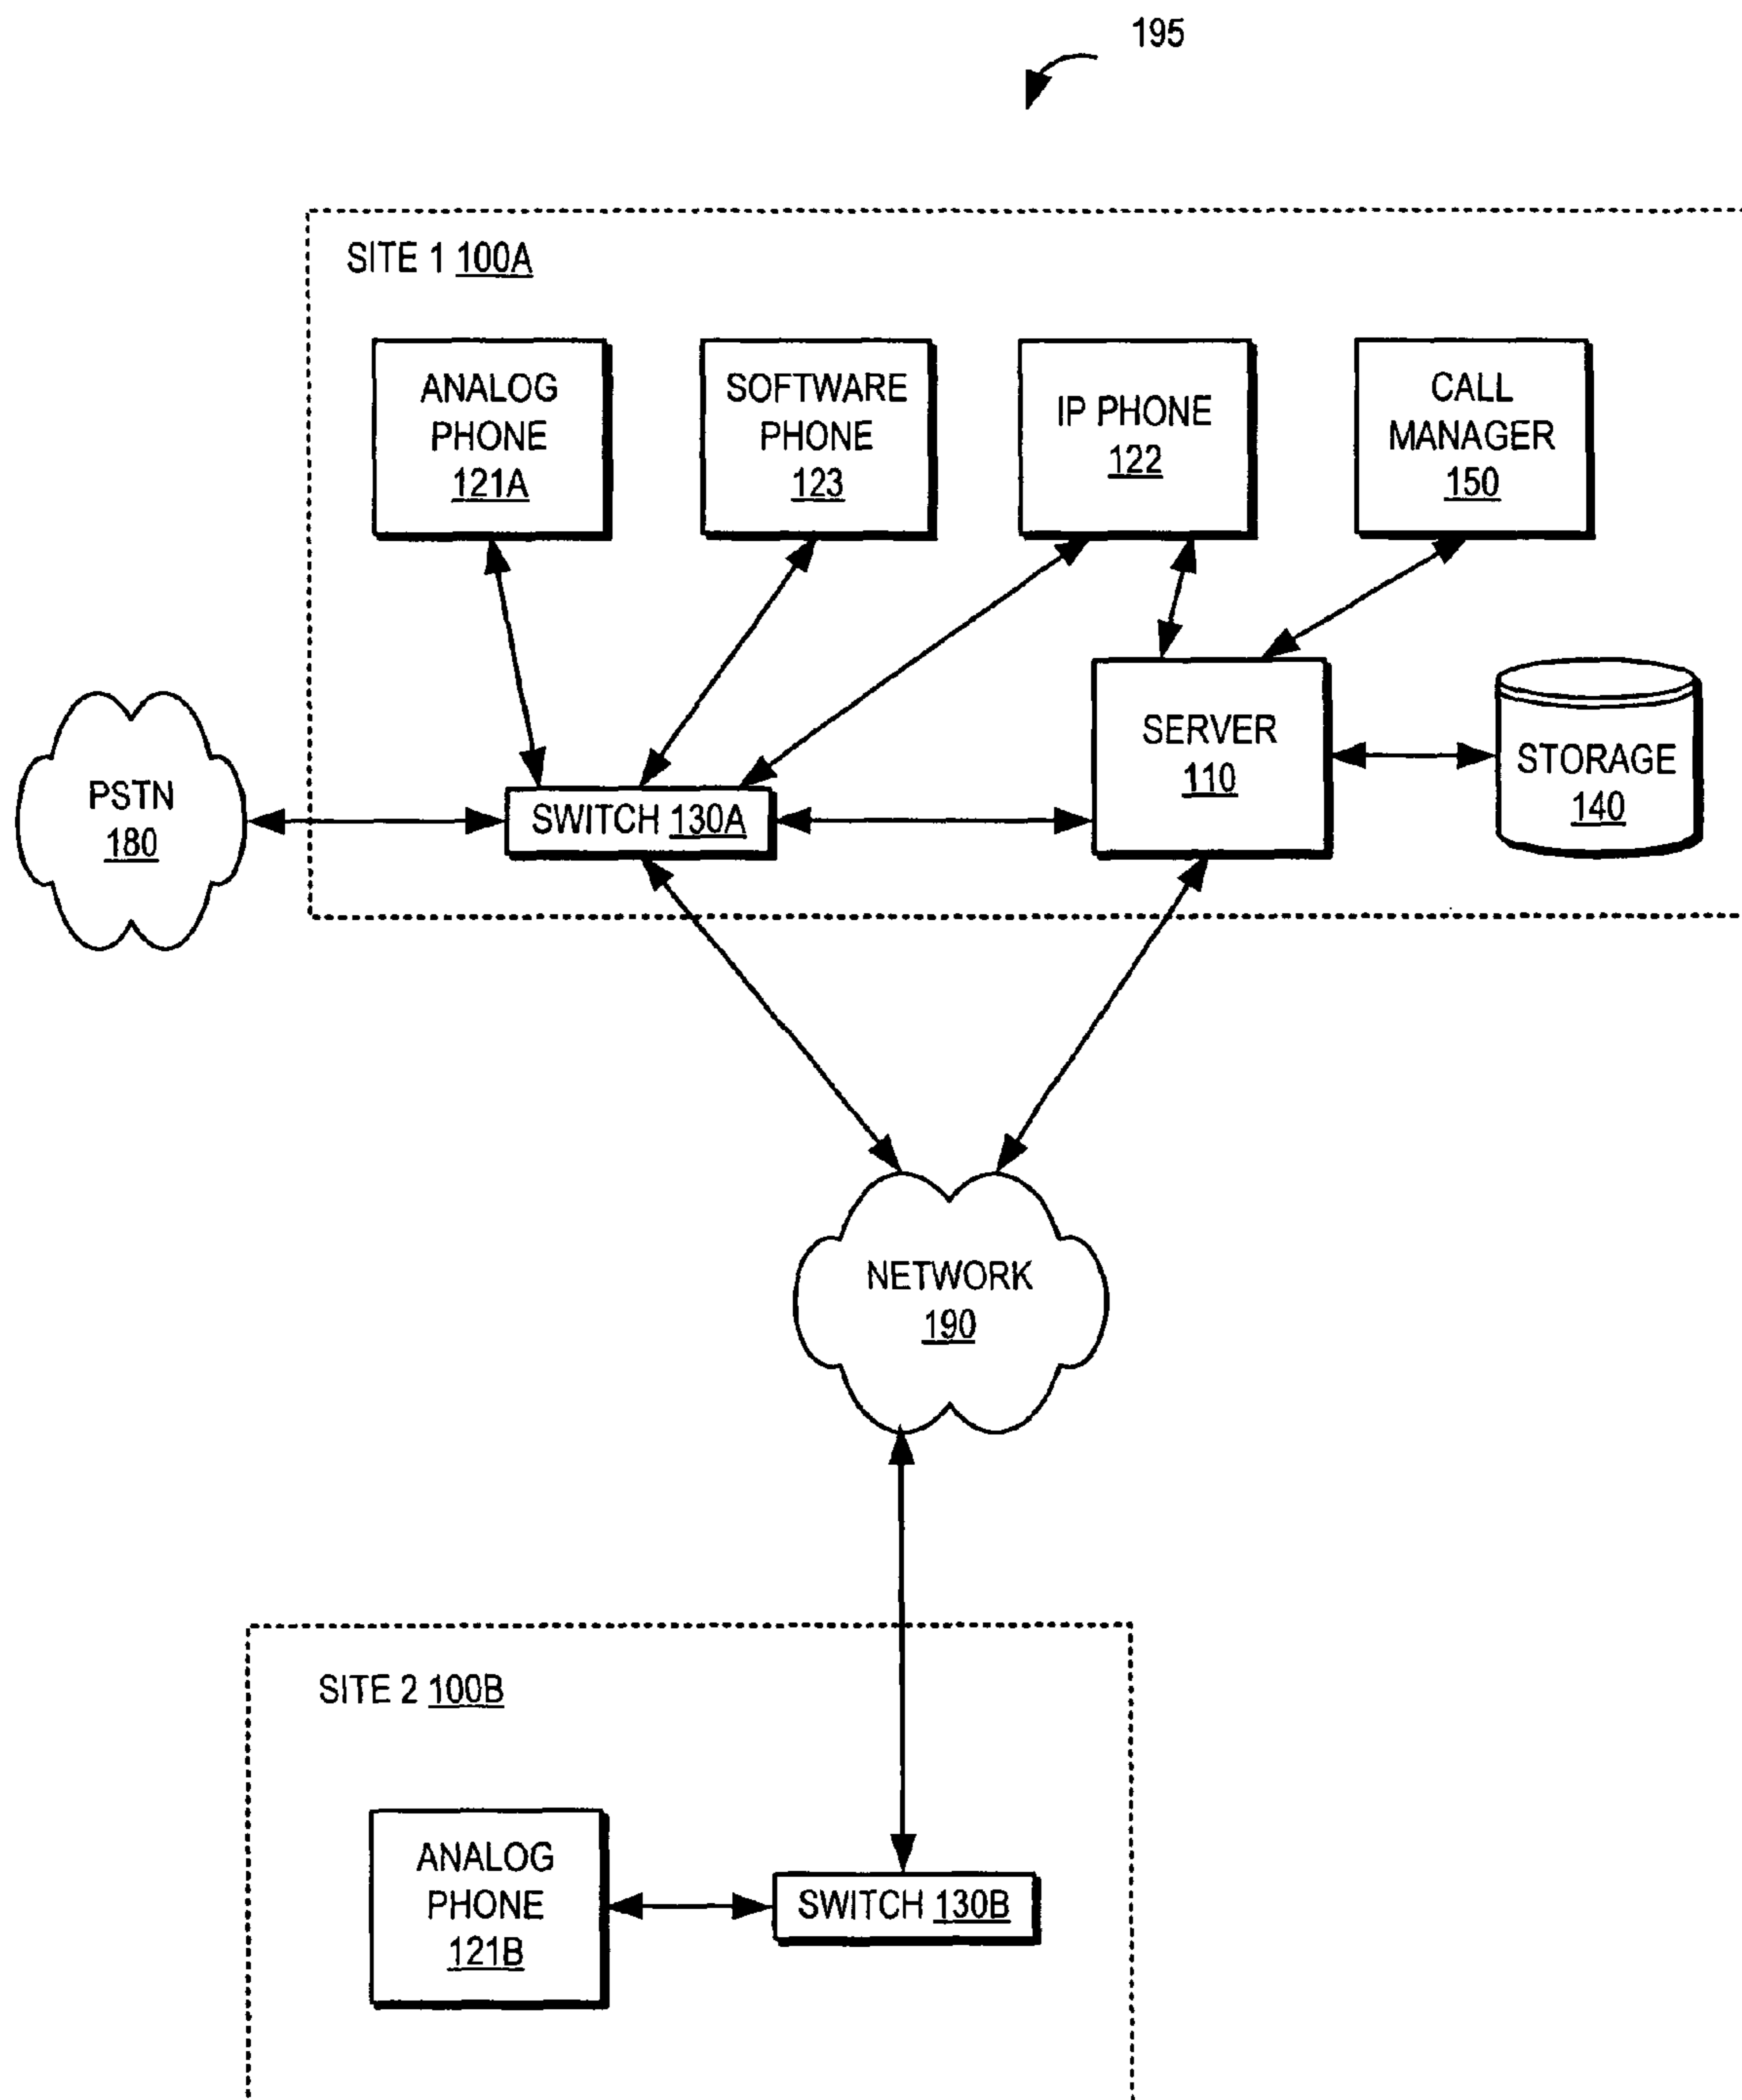 195
SITE 1 100A
ANALOG
PHONE
121A
SOFTWARE
PHONE
123
IP PHONE
122
CALL
MANAGER
150
PSTN
180
SWITCH 130A
SERVER
110
STORAGE
140
NETWORK
190
SITE 2 100B
ANALOG
PHONE
121B
SWITCH 130B